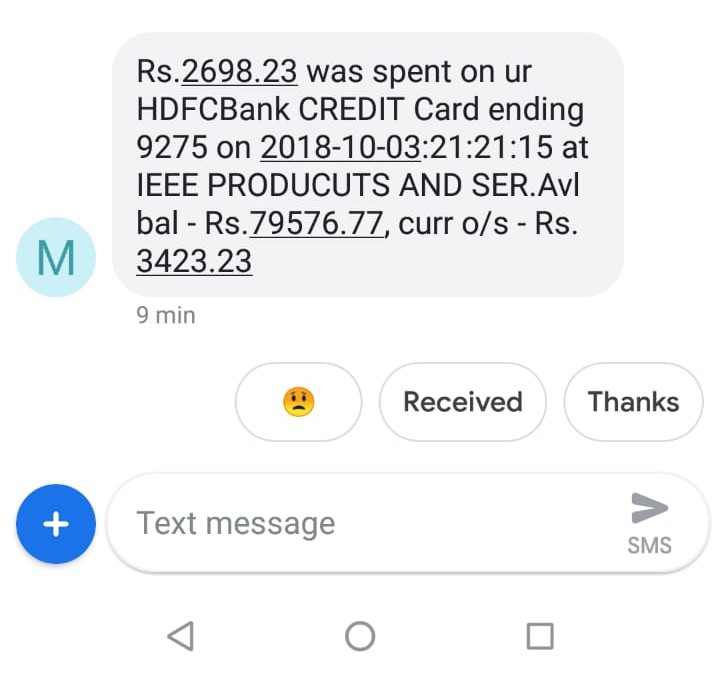 Rs.2698.23 was spent on ur
HDFCBank CREDIT Card ending
9275 on 2018-10-03:21:21:15 at
IEEE PRODUCUTS AND SER.Avl
bal - Rs.79576.77, curr o/s - Rs.
3423.23
M
9 min
Received
Thanks
Text message
SMS